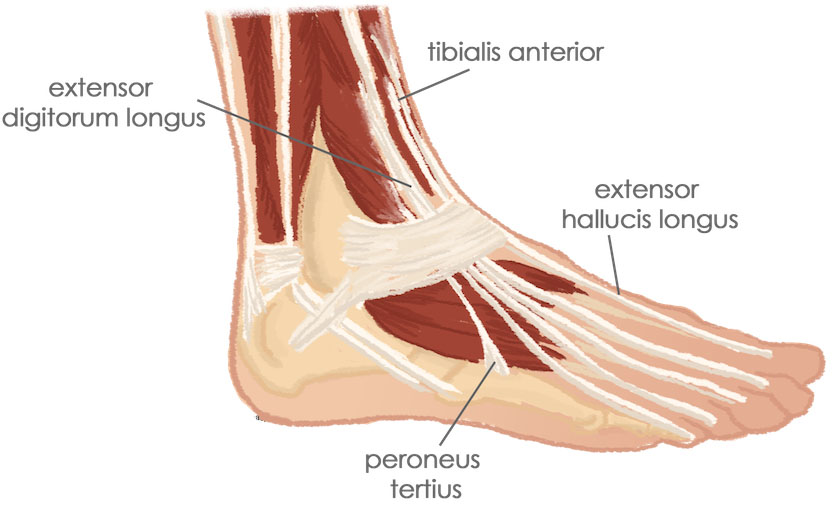 tibialis anterior
extensor
digitorum longus
extensor
hallucis longus
peroneus
tertius